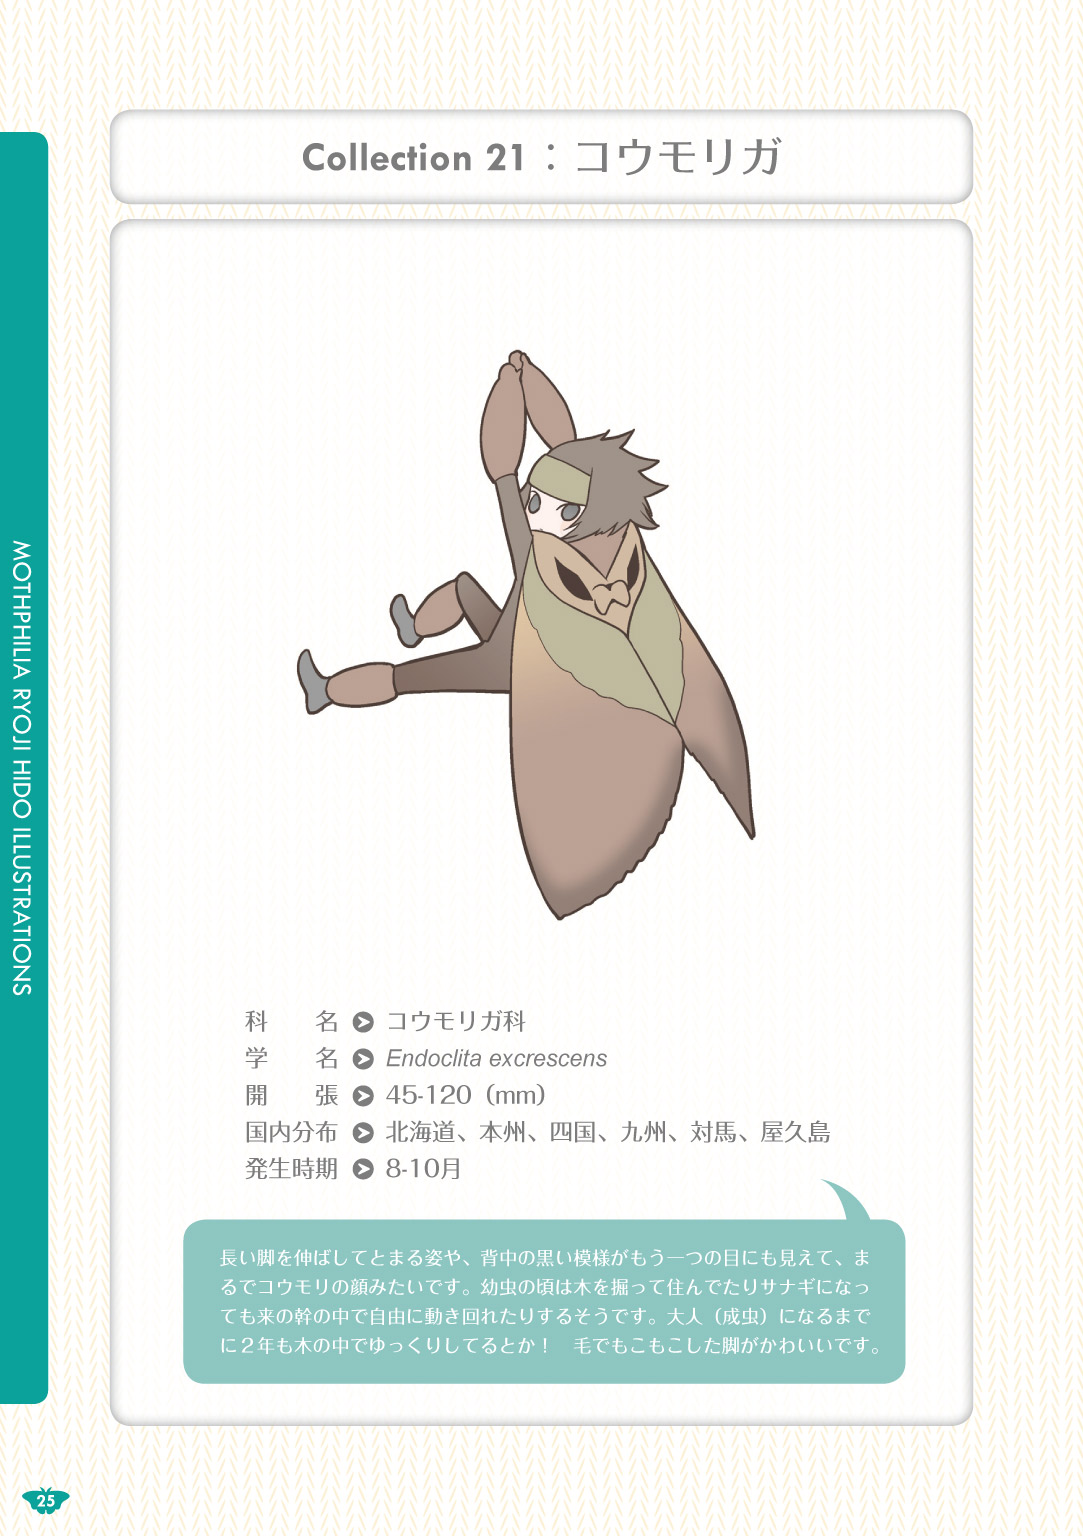 Collection 21：コウモリガ
MOTHPHILIA RYOJI HIDO ILLUSTRATIONS
科　名 コウモリガ科
学　名 Endoclita excrescens
開　張 45-120（mm）
国内分布 北海道、本州、四国、九州、対馬、屋久島
発生時期 8-10月
長い脚を伸ばしてとまる姿や、背中の黒い模様がもう一つの目にも見えて、ま
るでコウモリの顔みたいです。幼虫の頃は木を掘って住んでたりサナギになっ
ても来の幹の中で自由に動き回れたりするそうです。大人（成虫）になるまで
に２年も木の中でゆっくりしてるとか！　毛でもこもこした脚がかわいいです。
25